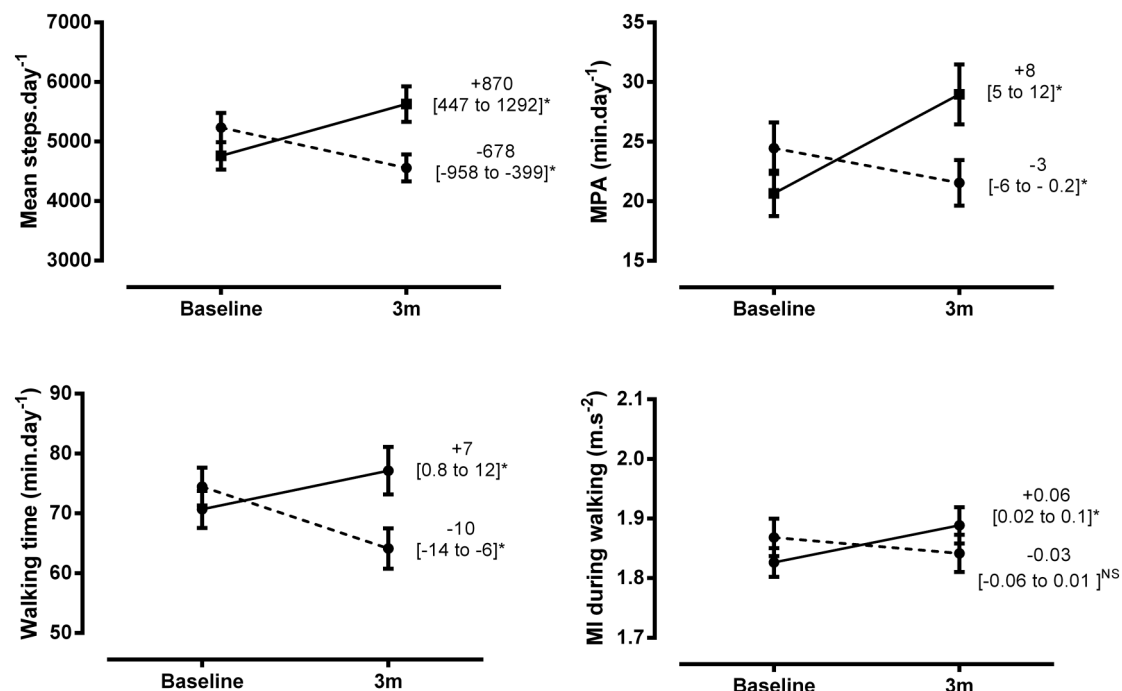 Mean steps.day-1
7000
6000
5000
4000
3000
+870
[447 to 1292]*
-678
[-958 to -399]*
Baseline 3m
MPA (min.day-1)
35
30
25
20
15
+8
[5 to 12]*
-3
[-6 to - 0.2]*
Baseline 3m
Walking time (min.day-1)
90
80
70
60
50
+7
[0.8 to 12]*
-10
[-14 to -6]*
Baseline 3m
MI during walking (m.s-2)
2.1
2.0
1.9
1.8
1.7
+0.06
[0.02 to 0.1]*
-0.03
[-0.06 to 0.01 ]NS
Baseline 3m